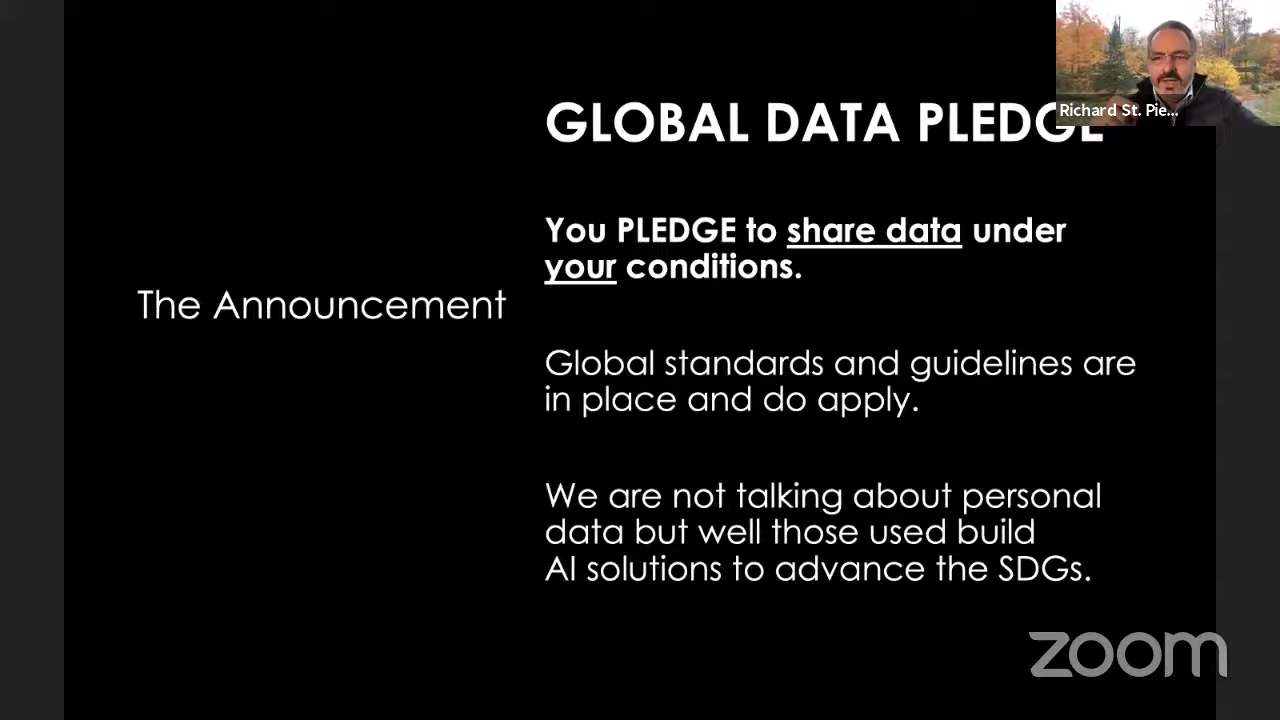 GLOBAL DATA PLEDGE
Richard St. Pie...
You PLEDGE to share data under
your conditions.
The Announcement
Global standards and guidelines are
in place and do apply.
We are not talking about personal
data but well those used build
AI solutions to advance the SDGs.
zoom